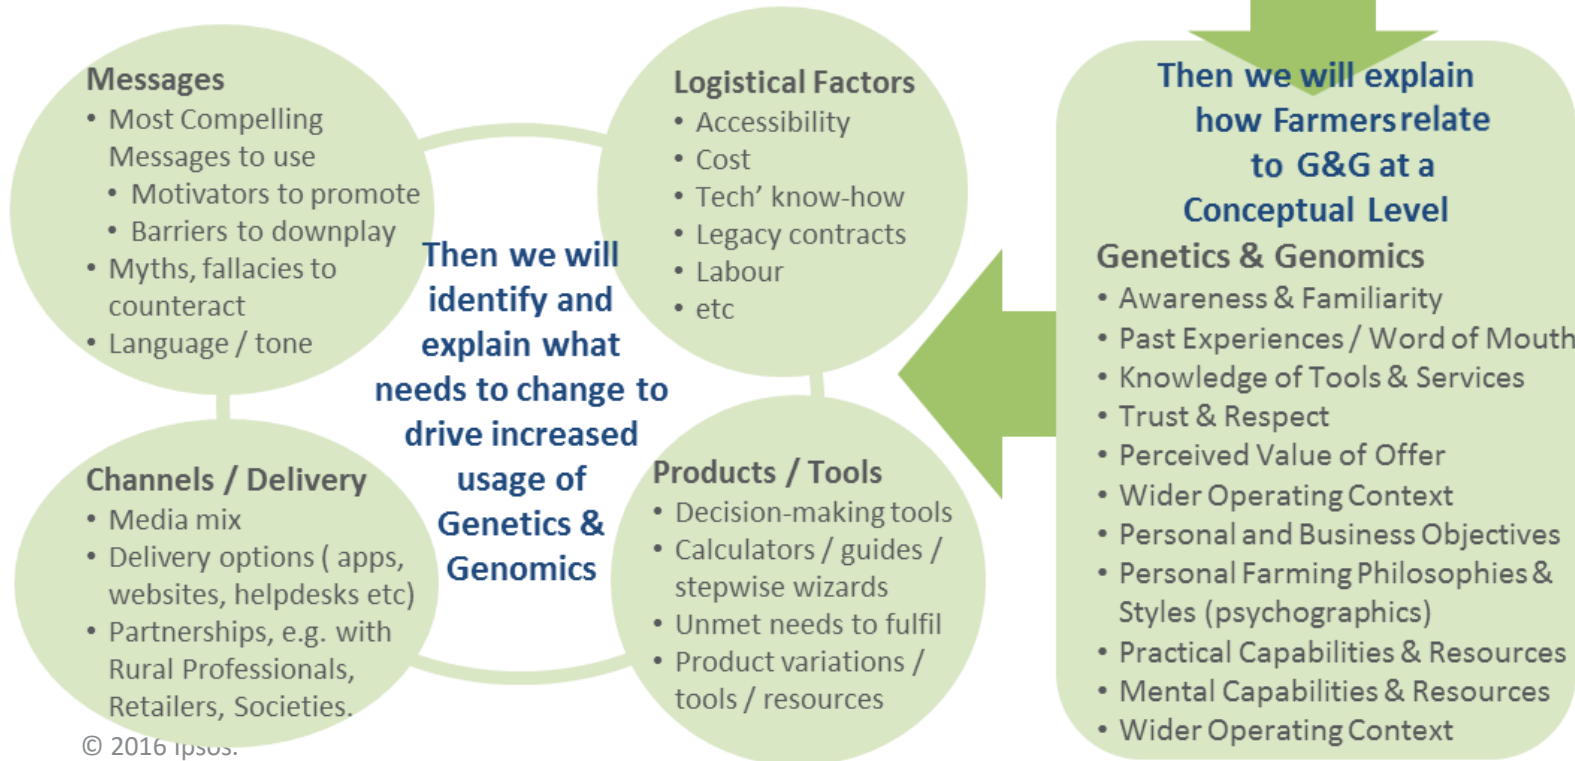 Messages
• Most Compelling
Messages to use
• Motivators to promote
• Barriers to downplay
• Myths, fallacies to
counteract
• Language / tone
Logistical Factors
• Accessibility
• Cost
• Tech’ know-how
• Legacy contracts
• Labour
• etc
Then we will
identify and
explain what
needs to change to
drive increased
usage of
Genetics &
Genomics
Channels / Delivery
• Media mix
• Delivery options ( apps,
websites, helpdesks etc)
• Partnerships, e.g. with
Rural Professionals,
Retailers, Societies.
Products / Tools
• Decision-making tools
• Calculators / guides /
stepwise wizards
• Unmet needs to fulfil
• Product variations /
tools / resources
Then we will explain
how Farmers relate
to G&G at a
Conceptual Level
Genetics & Genomics
• Awareness & Familiarity
• Past Experiences / Word of Mouth
• Knowledge of Tools & Services
• Trust & Respect
• Perceived Value of Offer
• Wider Operating Context
• Personal and Business Objectives
• Personal Farming Philosophies &
Styles (psychographics)
• Practical Capabilities & Resources
• Mental Capabilities & Resources
• Wider Operating Context
© 2016 Ipsos.